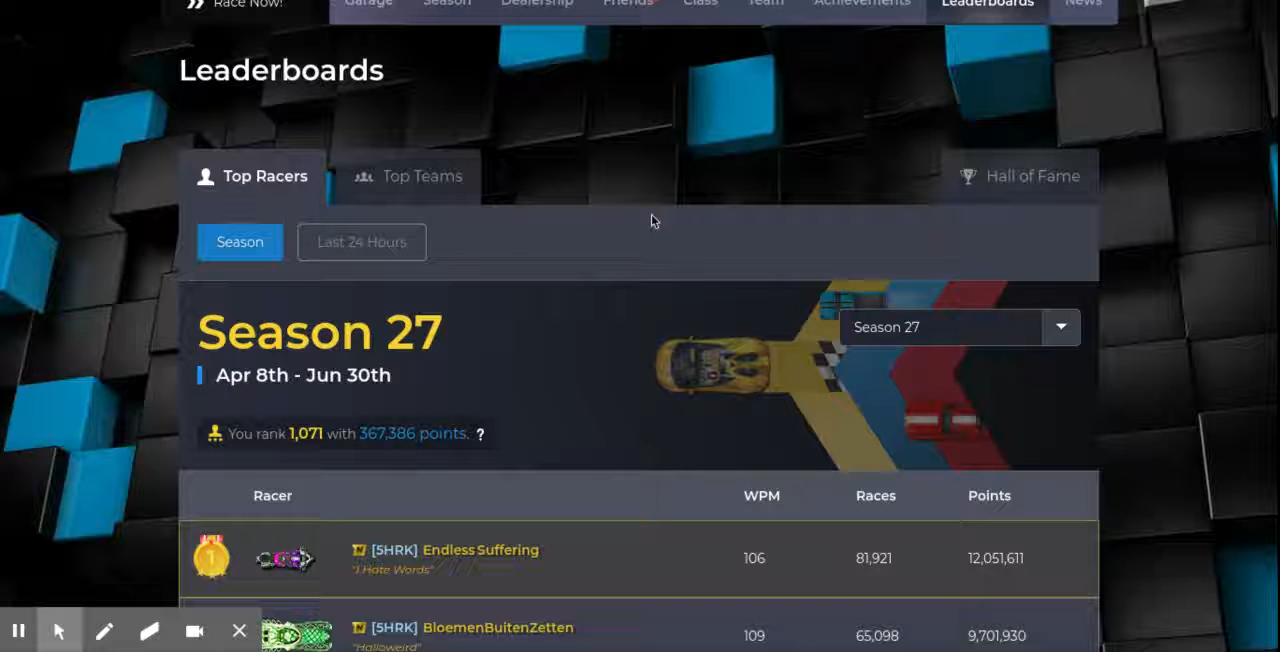 Race Now!
Garage Season Dealership Friends Class Team Achievements Leaderboards News
Leaderboards
Top Racers Top Teams Hall of Fame
Season Last 24 Hours
Season 27
Season 27
Apr 8th - Jun 30th
You rank 1,071 with 367,386 points. ?
Racer WPM Races Points
1 N [5HRK] Endless Suffering 106 81,921 12,051,611
"I Hate Words"
N [5HRK] BloemenBuitenZetten 109 65,098 9,701,930
"Halloweird"